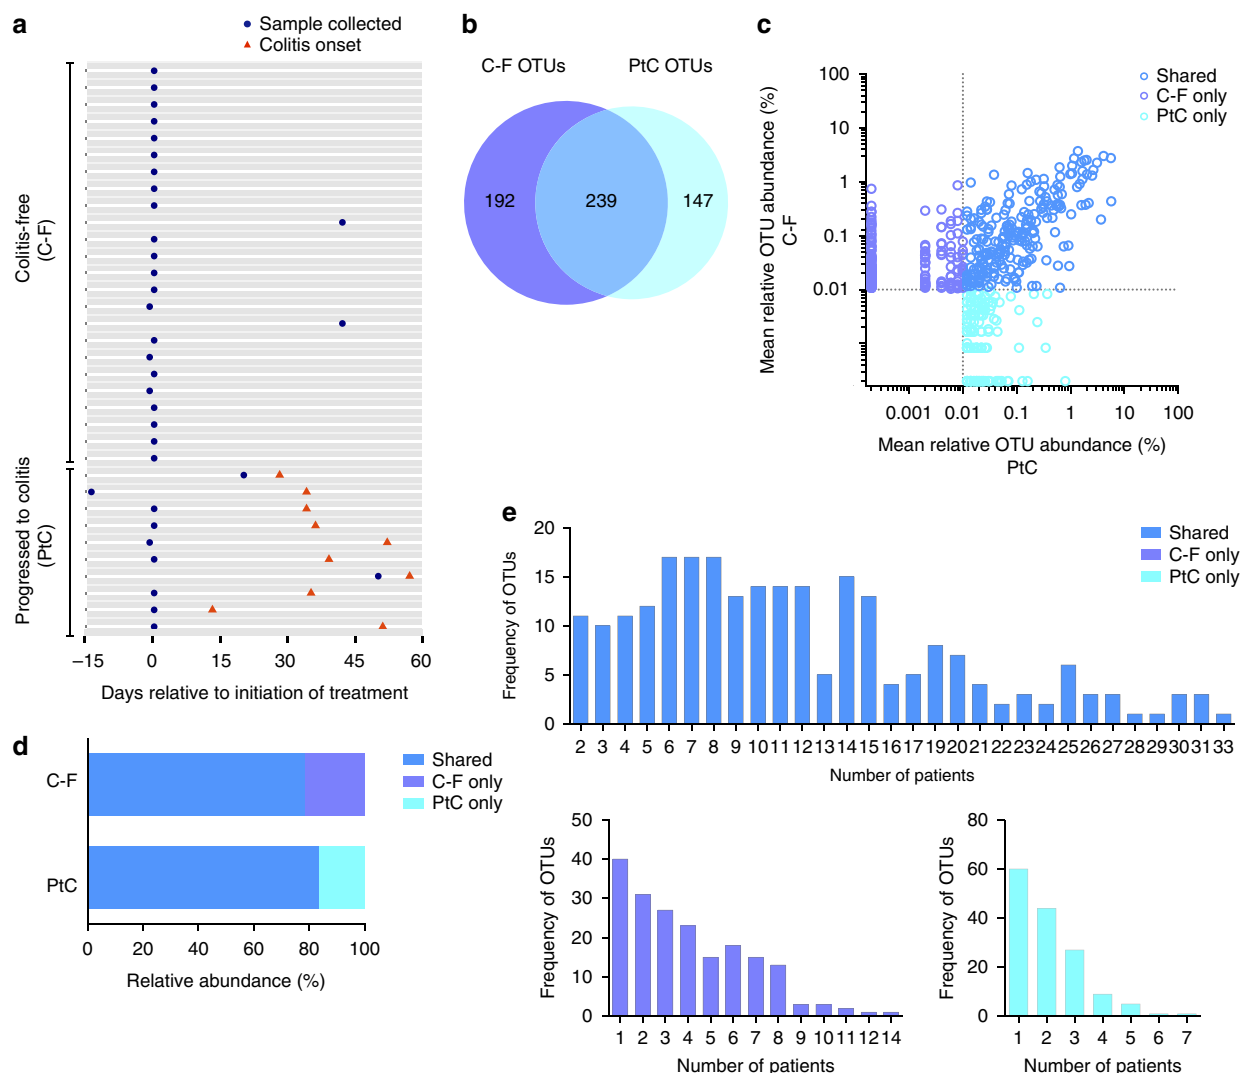 a
Sample collected
Colitis onset
Colitis-free
(C-F)
Progressed to colitis
(PtC)
−15 0 15 30 45 60
Days relative to initiation of treatment
b
C-F OTUs PtC OTUs
192 239 147
c
Shared
C-F only
PtC only
Mean relative OTU abundance (%)
C-F
100
10
1
0.1
0.01
0.001 0.01 0.1 1 10 100
Mean relative OTU abundance (%)
PtC
d
Shared
C-F only
PtC only
C-F
PtC
0 20 40 60 80 100
Relative abundance (%)
e
Shared
C-F only
PtC only
Frequency of OTUs
20
15
10
5
0
2 3 4 5 6 7 8 9 10 11 12 13 14 15 16 17 19 20 21 22 23 24 25 26 27 28 29 30 31 33
Number of patients
Frequency of OTUs
50
40
30
20
10
0
1 2 3 4 5 6 7 8 9 10 11 12 14
Number of patients
Frequency of OTUs
80
60
40
20
0
1 2 3 4 5 6 7
Number of patients